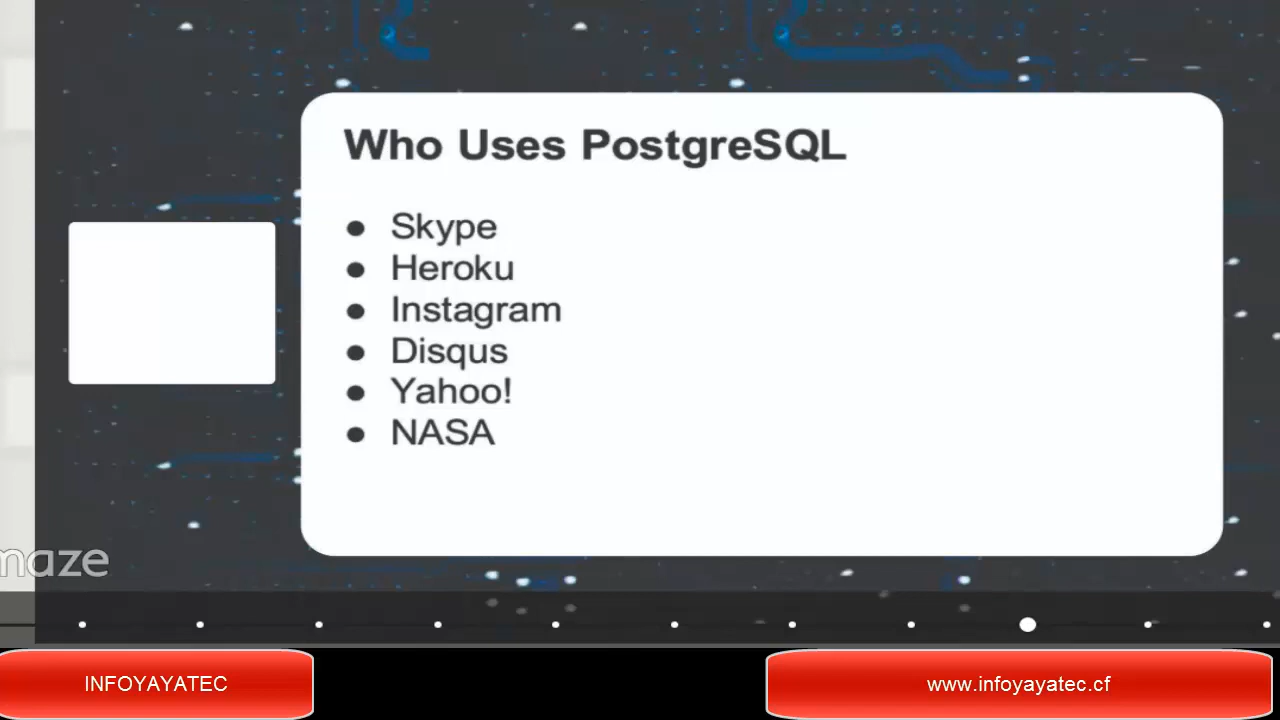 Who Uses PostgreSQL
● Skype
● Heroku
● Instagram
● Disqus
● Yahoo!
● NASA
maze
INFOYAYATEC
www.infoyayatec.cf